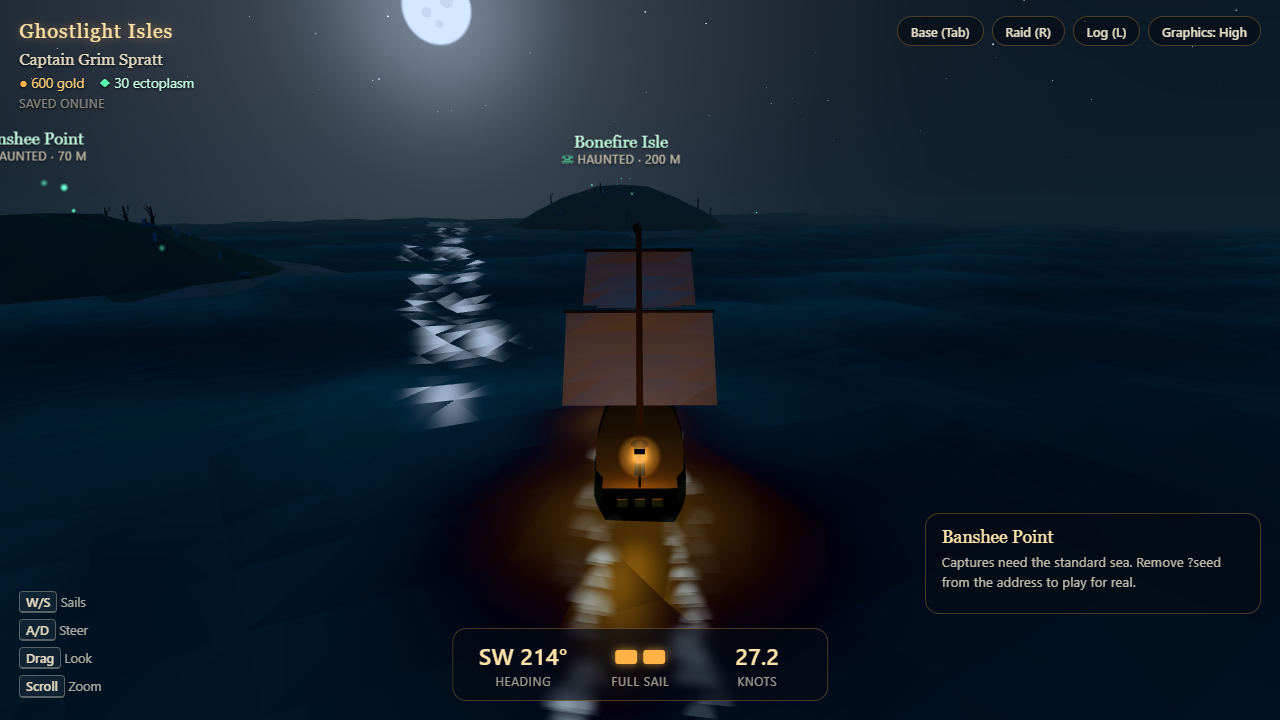 Ghostlight Isles
Captain Grim Spratt
600 gold 30 ectoplasm
SAVED ONLINE
Base (Tab) Raid (R) Log (L) Graphics: High
nshee Point
AUNTED · 70 M
Bonefire Isle
HAUNTED · 200 M
Banshee Point
Captures need the standard sea. Remove ?seed
from the address to play for real.
W/S Sails
A/D Steer
Drag Look
Scroll Zoom
SW 214° 27.2
HEADING FULL SAIL KNOTS